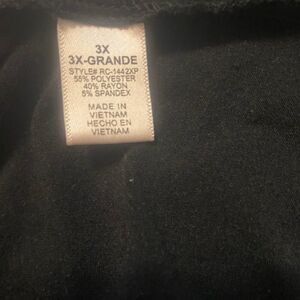 3X
3X-GRANDE
STYLE# RC-1442XP
55% POLYESTER
40% RAYON
5% SPANDEX
MADE IN
VIETNAM
HECHO EN
VIETNAM